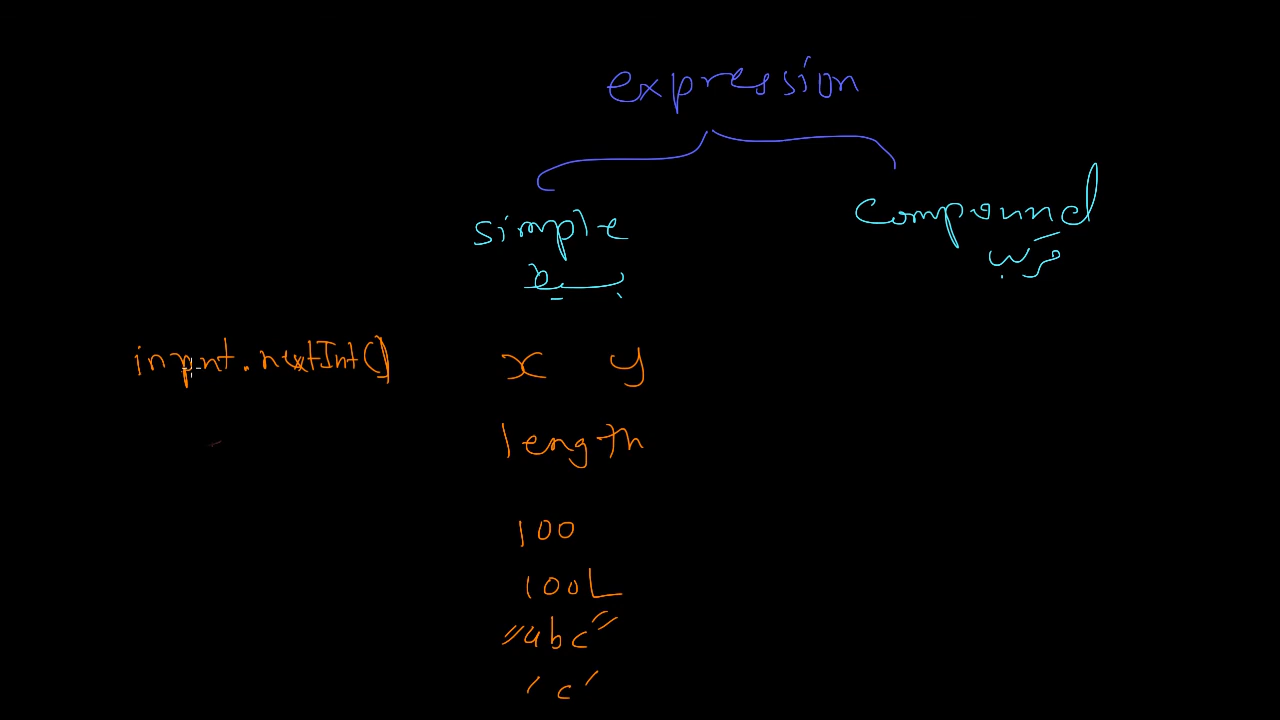 expression
simple
compound
بسيط
مركب
input.nextInt()
x y
length
100
100L
"abc"
'c'